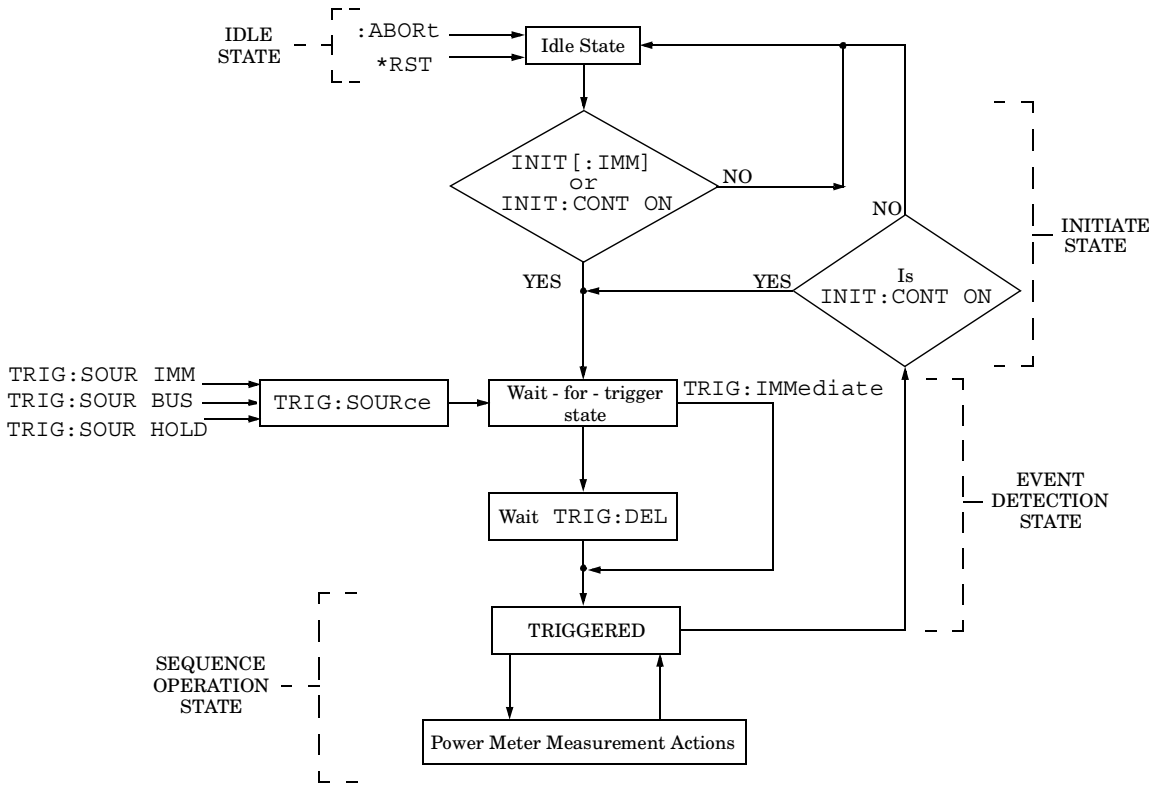 IDLE
STATE
:ABORt
*RST
Idle State
INIT[:IMM]
or
INIT:CONT ON
NO
YES
NO
YES
Is
INIT:CONT ON
INITIATE
STATE
TRIG:SOUR IMM
TRIG:SOUR BUS
TRIG:SOUR HOLD
TRIG:SOURce
Wait - for - trigger
state
TRIG:IMMediate
Wait TRIG:DEL
EVENT
DETECTION
STATE
TRIGGERED
SEQUENCE
OPERATION
STATE
Power Meter Measurement Actions